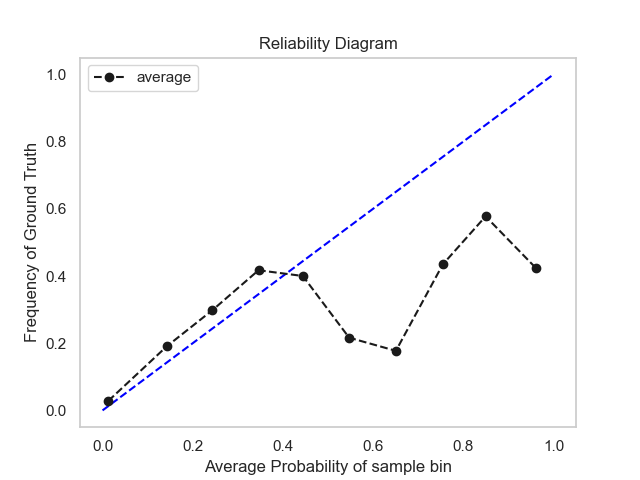 Reliability Diagram
average
Frequency of Ground Truth
1.0
0.8
0.6
0.4
0.2
0.0
0.0 0.2 0.4 0.6 0.8 1.0
Average Probability of sample bin